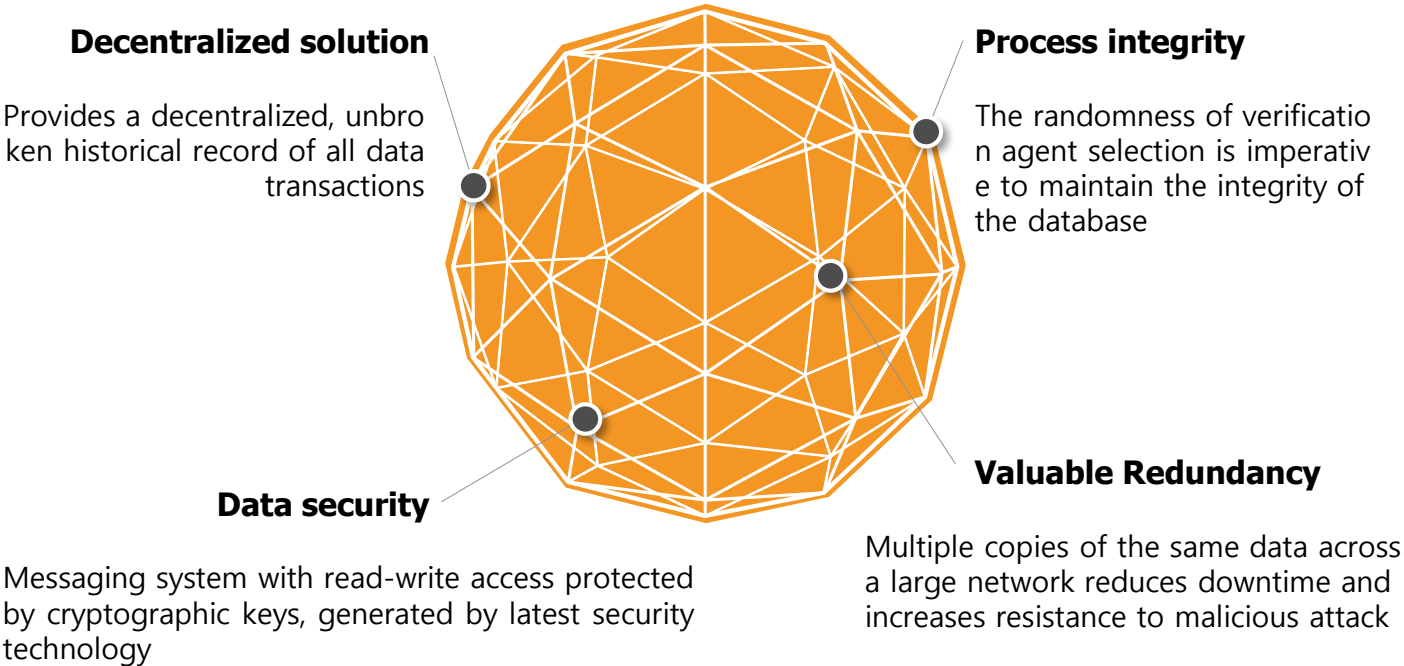 Decentralized solution
Provides a decentralized, unbro
ken historical record of all data
transactions
Process integrity
The randomness of verificatio
n agent selection is imperativ
e to maintain the integrity of
the database
Data security
Messaging system with read-write access protected
by cryptographic keys, generated by latest security
technology
Valuable Redundancy
Multiple copies of the same data across
a large network reduces downtime and
increases resistance to malicious attack